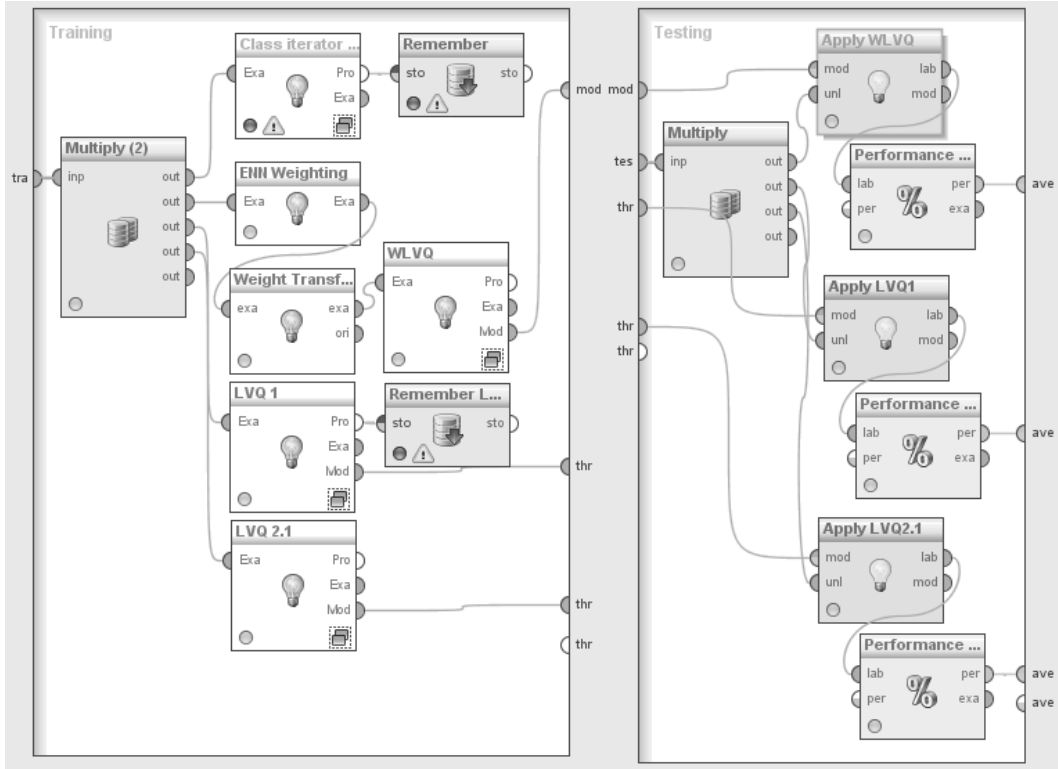 Training
Class iterator ...
Exa Pro
Exa
Remember
sto sto
Multiply (2)
tra inp out
out
out
out
out
ENN Weighting
Exa Exa
Weight Transf...
exa exa
ori
WLVQ
Exa Pro
Exa
Mod
mod
LVQ 1
Exa Pro
Exa
Mod
Remember L...
sto sto
thr
LVQ 2.1
Exa Pro
Exa
Mod
thr
thr
Testing
mod
tes
thr
thr
thr
Multiply
inp out
out
out
out
Apply WLVQ
mod lab
unl mod
Performance ...
lab per
per exa
ave
Apply LVQ1
mod lab
unl mod
Performance ...
lab per
per exa
ave
Apply LVQ2.1
mod lab
unl mod
Performance ...
lab per
per exa
ave
ave